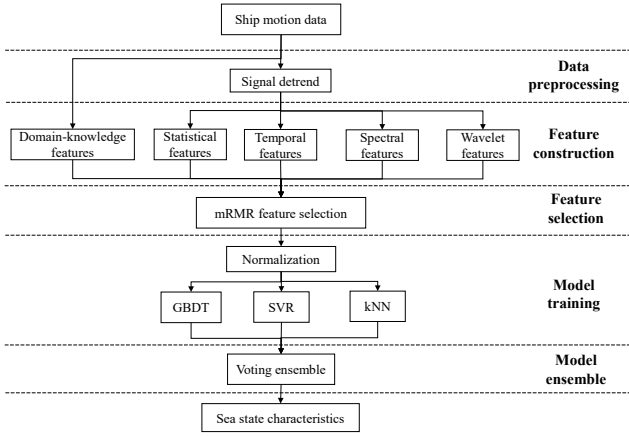 Ship motion data
Signal detrend
Data
preprocessing
Domain-knowledge
features
Statistical
features
Temporal
features
Spectral
features
Wavelet
features
Feature
construction
mRMR feature selection
Feature
selection
Normalization
GBDT
SVR
kNN
Model
training
Voting ensemble
Model
ensemble
Sea state characteristics